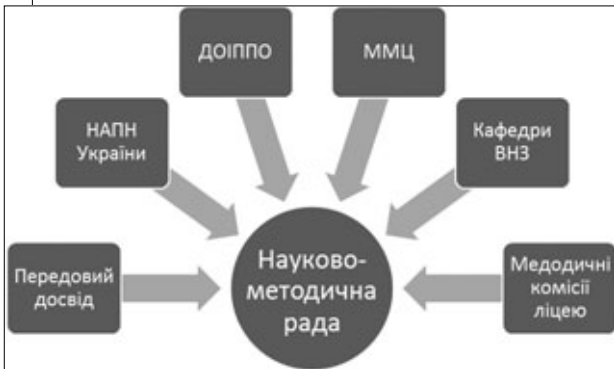 ДОІППО
ММЦ
НАПН
України
Кафедри
ВНЗ
Передовий
досвід
Науково-
методична
рада
Медодичні
комісії
ліцею